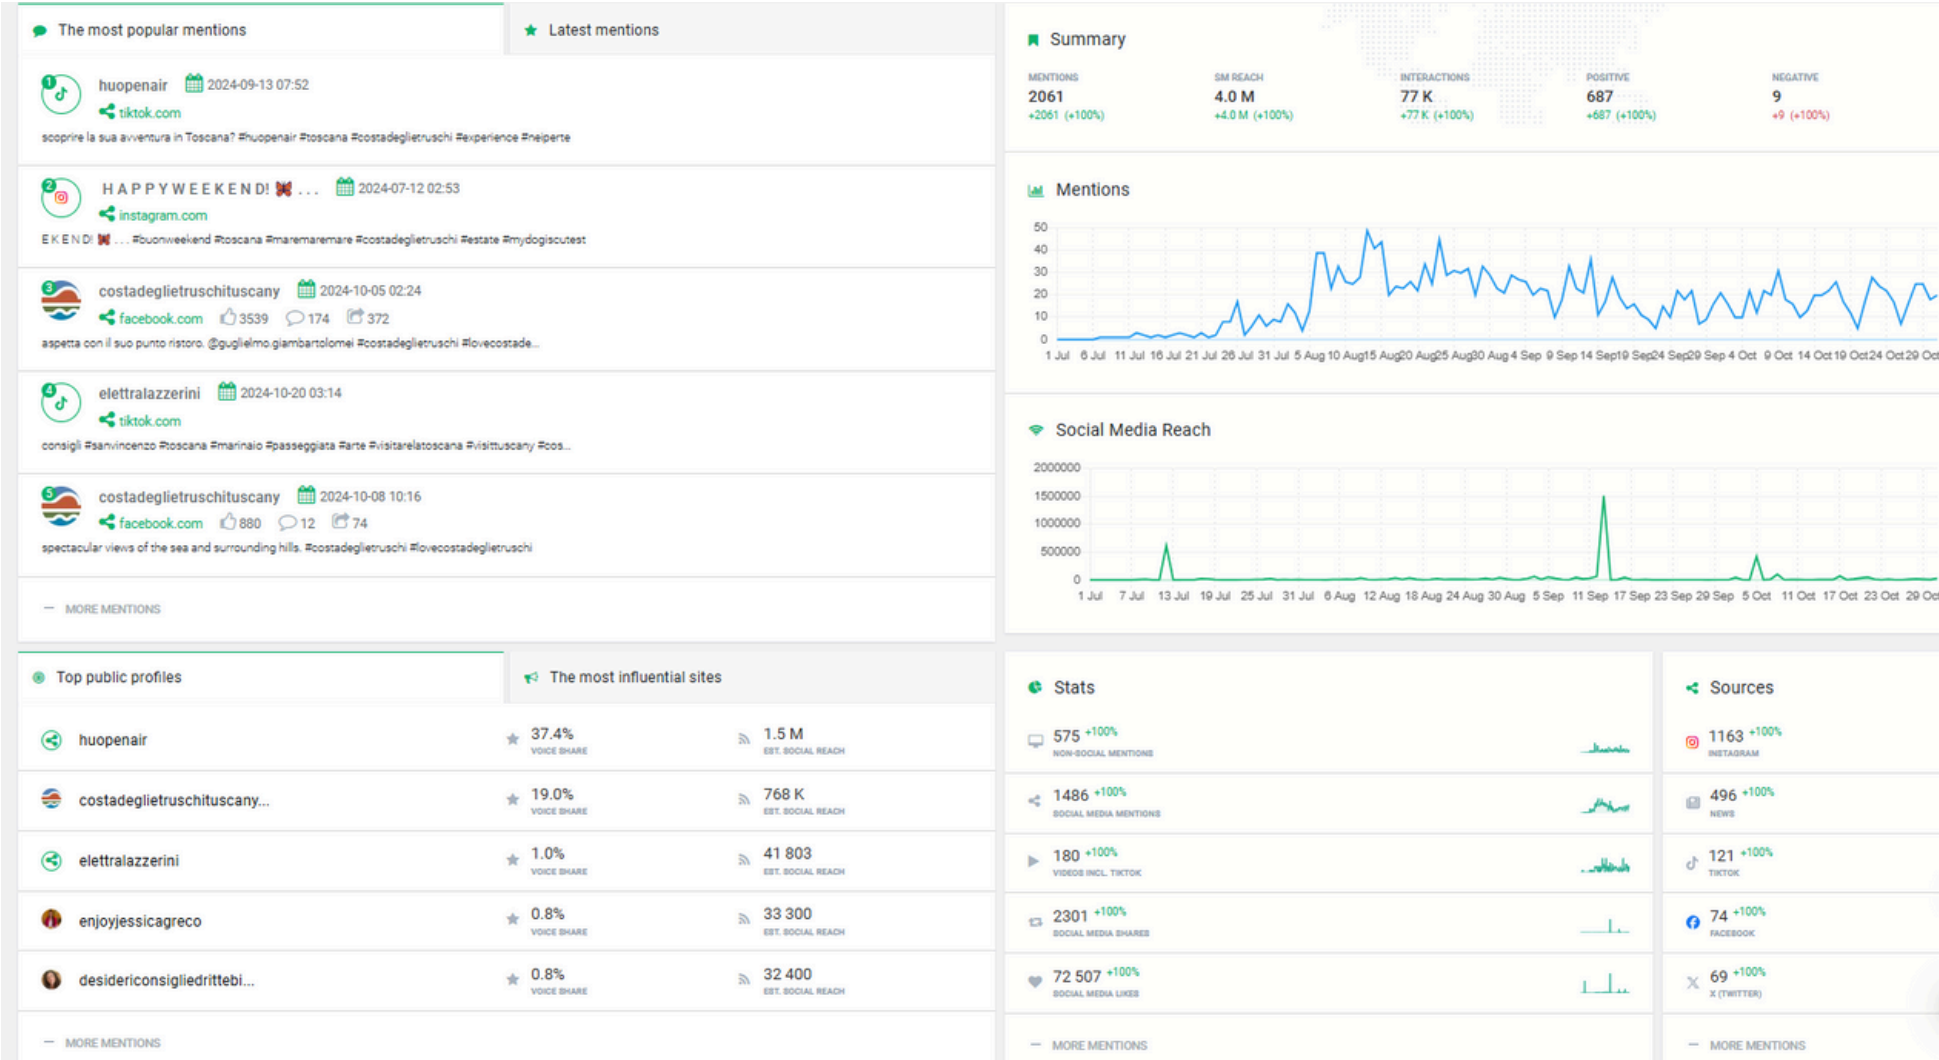 The most popular mentions
Latest mentions
1 huopenair 2024-09-13 07:52
tiktok.com
scoprire la sua avventura in Toscana? #huopenair #toscana #costadeglietruschi #experience #neiperte
2 H A P P Y W E E K E N D! 🦋 . . . 2024-07-12 02:53
instagram.com
E K E N D! 🦋 . . . #buonweekend #toscana #maremaremare #costadeglietruschi #estate #mydogiscutest
3 costadeglietruschituscany 2024-10-05 02:24
facebook.com 3539 174 372
aspetta con il suo punto ristoro. @guglielmo.giambartolomei #costadeglietruschi #lovecostade...
4 elettralazzerini 2024-10-20 03:14
tiktok.com
consigli #sanvincenzo #toscana #marinaio #passeggiata #arte #visitarelatoscana #visittuscany #cos...
5 costadeglietruschituscany 2024-10-08 10:16
facebook.com 880 12 74
spectacular views of the sea and surrounding hills. #costadeglietruschi #lovecostadeglietruschi
MORE MENTIONS
Summary
MENTIONS SM REACH INTERACTIONS POSITIVE NEGATIVE
2061 4.0 M 77 K 687 9
+2061 (+100%) +4.0 M (+100%) +77 K (+100%) +687 (+100%) +9 (+100%)
Mentions
50
40
30
20
10
0
1 Jul 6 Jul 11 Jul 16 Jul 21 Jul 26 Jul 31 Jul 5 Aug 10 Aug 15 Aug 20 Aug 25 Aug 30 Aug 4 Sep 9 Sep 14 Sep 19 Sep 24 Sep 29 Sep 4 Oct 9 Oct 14 Oct 19 Oct 24 Oct 29 Oct
Social Media Reach
2000000
1500000
1000000
500000
0
1 Jul 7 Jul 13 Jul 19 Jul 25 Jul 31 Jul 6 Aug 12 Aug 18 Aug 24 Aug 30 Aug 5 Sep 11 Sep 17 Sep 23 Sep 29 Sep 5 Oct 11 Oct 17 Oct 23 Oct 29 Oct
Top public profiles
The most influential sites
huopenair 37.4% 1.5 M
VOICE SHARE EST. SOCIAL REACH
costadeglietruschituscany... 19.0% 768 K
VOICE SHARE EST. SOCIAL REACH
elettralazzerini 1.0% 41 803
VOICE SHARE EST. SOCIAL REACH
enjoyjessicagreco 0.8% 33 300
VOICE SHARE EST. SOCIAL REACH
desidericonsigliedrittebi... 0.8% 32 400
VOICE SHARE EST. SOCIAL REACH
MORE MENTIONS
Stats
575 +100%
NON-SOCIAL MENTIONS
1486 +100%
SOCIAL MEDIA MENTIONS
180 +100%
VIDEOS INCL. TIKTOK
2301 +100%
SOCIAL MEDIA SHARES
72 507 +100%
SOCIAL MEDIA LIKES
MORE MENTIONS
Sources
1163 +100%
INSTAGRAM
496 +100%
NEWS
121 +100%
TIKTOK
74 +100%
FACEBOOK
69 +100%
X (TWITTER)
MORE MENTIONS